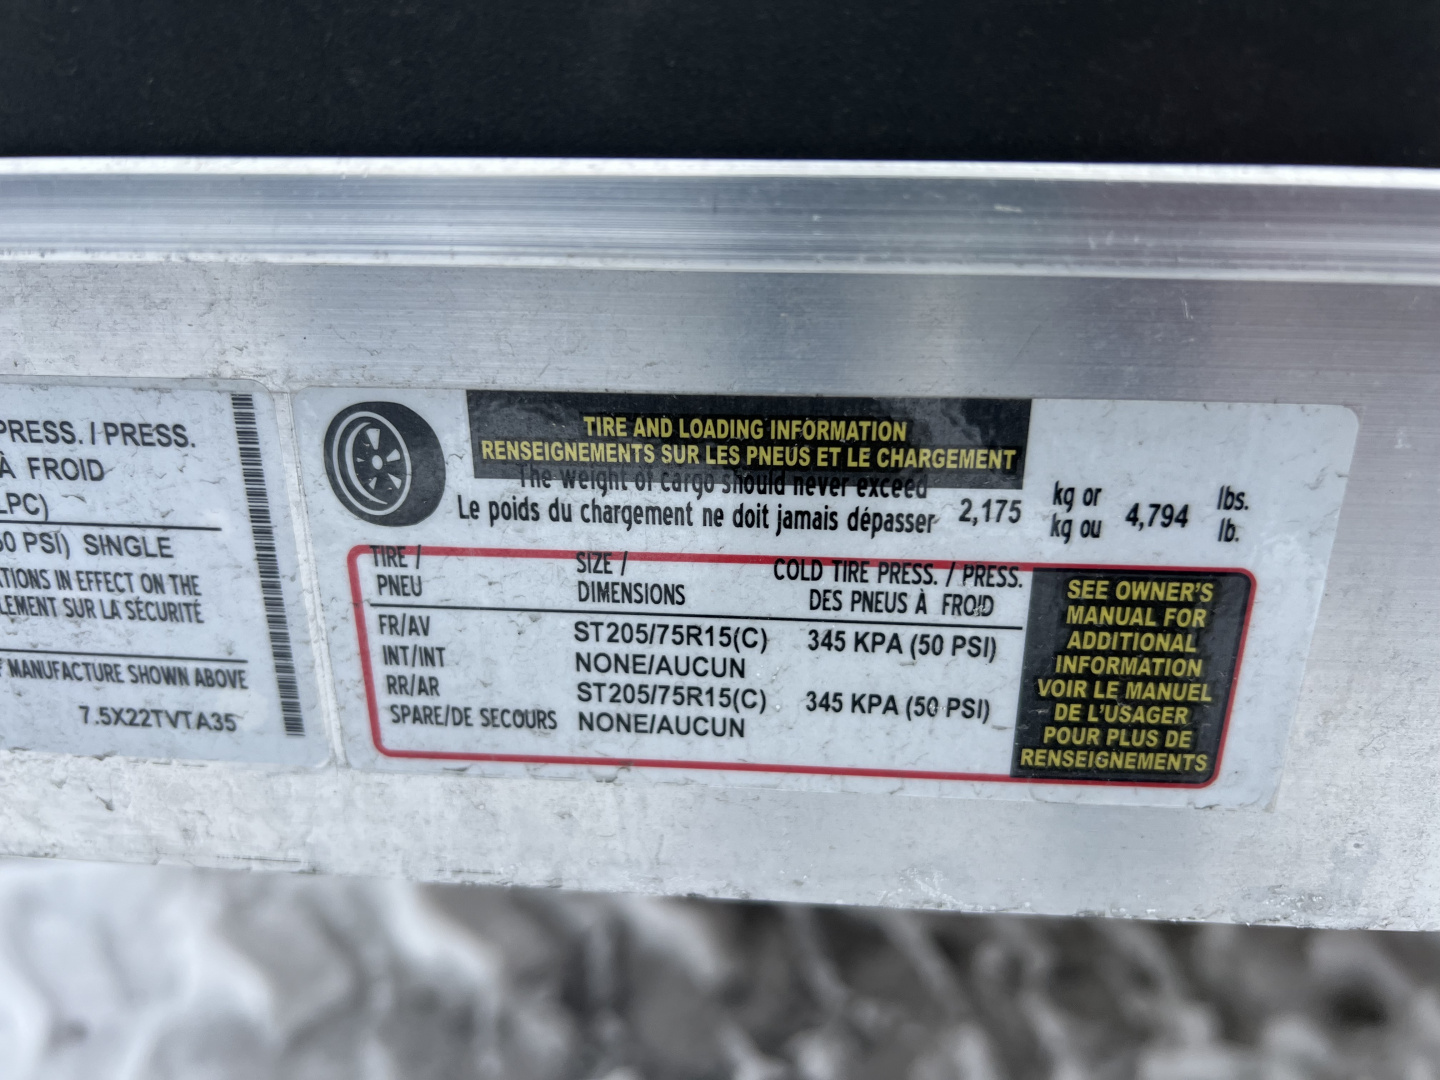 PRESS. / PRESS.
À FROID
LPC)
50 PSI) SINGLE
TIONS IN EFFECT ON THE
LEMENT SUR LA SÉCURITÉ
MANUFACTURE SHOWN ABOVE
7.5X22TVTA35
TIRE AND LOADING INFORMATION
RENSEIGNEMENTS SUR LES PNEUS ET LE CHARGEMENT
The weight of cargo should never exceed
Le poids du chargement ne doit jamais dépasser 2,175 kg or kg ou 4,794 lbs. lb.
TIRE / PNEU SIZE / DIMENSIONS COLD TIRE PRESS. / PRESS. DES PNEUS À FROID
FR/AV ST205/75R15(C) 345 KPA (50 PSI)
INT/INT NONE/AUCUN
RR/AR ST205/75R15(C) 345 KPA (50 PSI)
SPARE/DE SECOURS NONE/AUCUN
SEE OWNER'S
MANUAL FOR
ADDITIONAL
INFORMATION
VOIR LE MANUEL
DE L'USAGER
POUR PLUS DE
RENSEIGNEMENTS